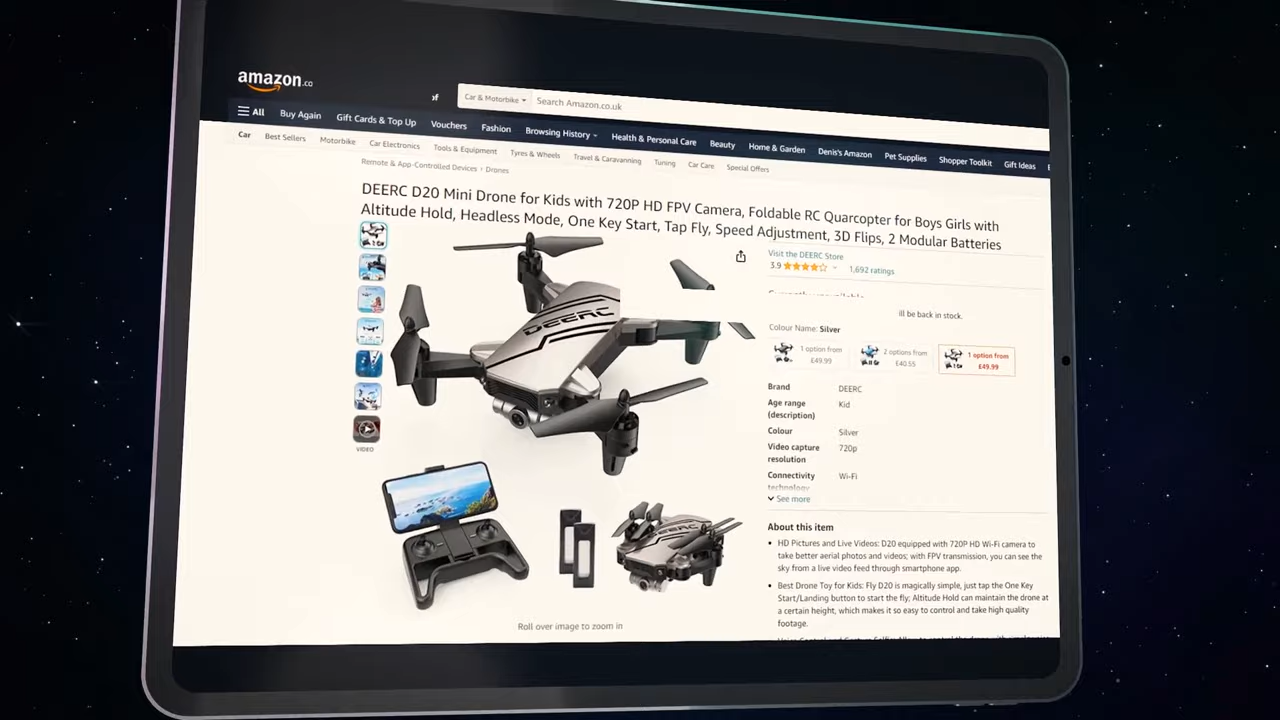 amazon.co
Car & Motorbike
Search Amazon.co.uk
All
Buy Again
Gift Cards & Top Up
Vouchers
Fashion
Browsing History
Health & Personal Care
Beauty
Home & Garden
Denis's Amazon
Pet Supplies
Shopper Toolkit
Gift Ideas
Car
Best Sellers
Motorbike
Car Electronics
Tools & Equipment
Tyres & Wheels
Travel & Caravanning
Tuning
Car Care
Special Offers
Remote & App-Controlled Devices › Drones
DEERC D20 Mini Drone for Kids with 720P HD FPV Camera, Foldable RC Quarcopter for Boys Girls with
Altitude Hold, Headless Mode, One Key Start, Tap Fly, Speed Adjustment, 3D Flips, 2 Modular Batteries
Visit the DEERC Store
3.9
1,692 ratings
ill be back in stock.
Colour Name: Silver
1 option from
£49.99
2 options from
£40.55
1 option from
£49.99
Brand
DEERC
Age range
(description)
Kid
Colour
Silver
Video capture
resolution
720p
Connectivity
technology
Wi-Fi
See more
About this item
• HD Pictures and Live Videos: D20 equipped with 720P HD Wi-Fi camera to
take better aerial photos and videos; with FPV transmission, you can see the
sky from a live video feed through smartphone app.
• Best Drone Toy for Kids: Fly D20 is magically simple, just tap the One Key
Start/Landing button to start the fly; Altitude Hold can maintain the drone at
a certain height, which makes it so easy to control and take high quality
footage.
DEERC
DEERC
VIDEO
Roll over image to zoom in